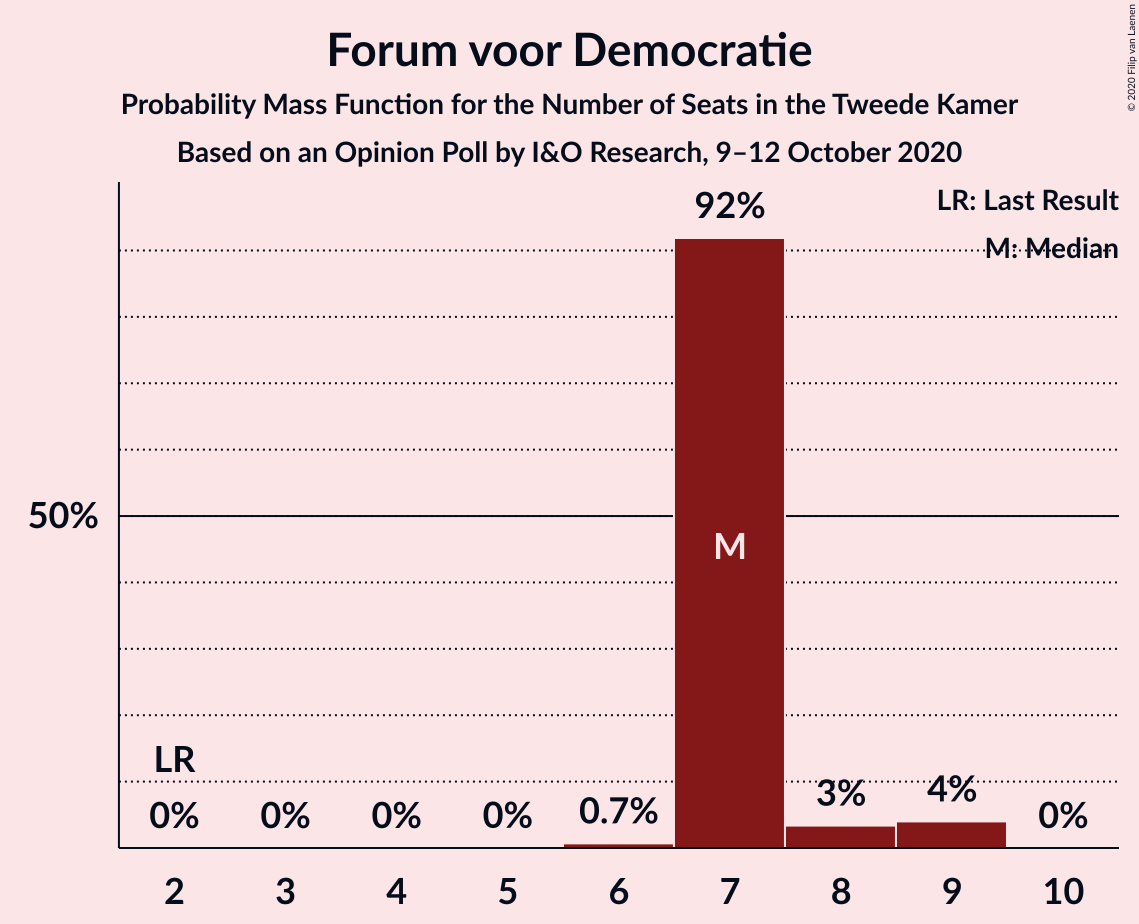 Forum voor Democratie
Probability Mass Function for the Number of Seats in the Tweede Kamer
Based on an Opinion Poll by I&O Research, 9–12 October 2020
© 2020 Filip van Laenen
LR: Last Result
M: Median
92%
50%
M
LR
0%
0%
0%
0%
0.7%
3%
4%
0%
2 3 4 5 6 7 8 9 10